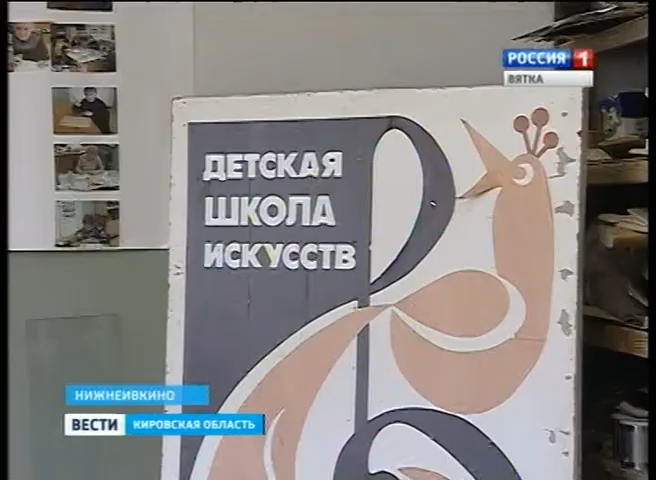 РОССИЯ 1
ВЯТКА
ДЕТСКАЯ
ШКОЛА
ИСКУССТВ
НИЖНЕИВКИНО
ВЕСТИ КИРОВСКАЯ ОБЛАСТЬ